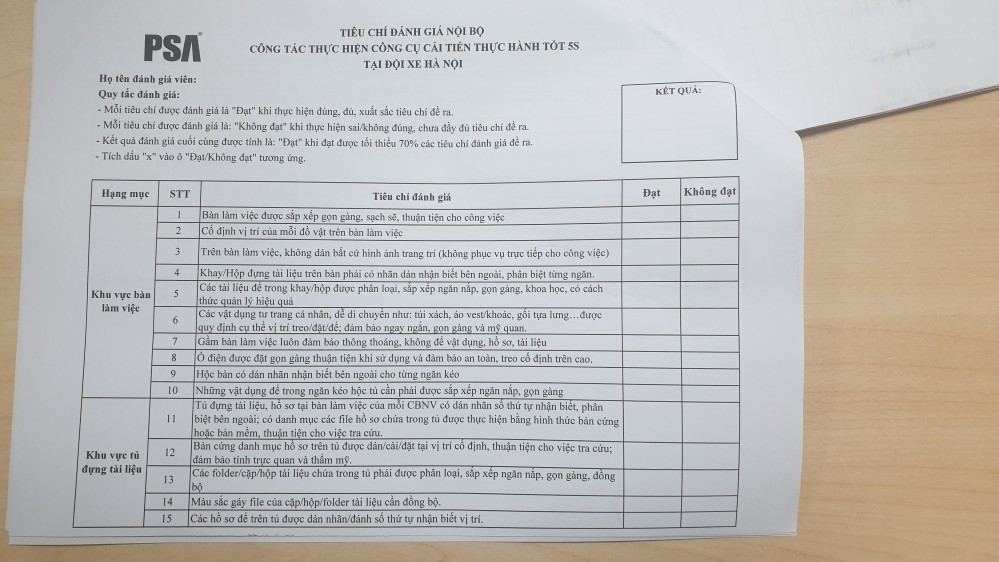 PSA®
TIÊU CHÍ ĐÁNH GIÁ NỘI BỘ
CÔNG TÁC THỰC HIỆN CÔNG CỤ CẢI TIẾN THỰC HÀNH TỐT 5S
TẠI ĐỘI XE HÀ NỘI
Họ tên đánh giá viên:
Quy tắc đánh giá:
- Mỗi tiêu chí được đánh giá là "Đạt" khi thực hiện đúng, đủ, xuất sắc tiêu chí đề ra.
- Mỗi tiêu chí được đánh giá là: "Không đạt" khi thực hiện sai/không đúng, chưa đầy đủ tiêu chí đề ra.
- Kết quả đánh giá cuối cùng được tính là: "Đạt" khi đạt được tối thiểu 70% các tiêu chí đánh giá đề ra.
- Tích dấu "x" vào ô "Đạt/Không đạt" tương ứng.
KẾT QUẢ:
Hạng mục STT Tiêu chí đánh giá Đạt Không đạt
Khu vực bàn
làm việc
1 Bàn làm việc được sắp xếp gọn gàng, sạch sẽ, thuận tiện cho công việc
2 Cố định vị trí của mỗi đồ vật trên bàn làm việc
3 Trên bàn làm việc, không dán bất cứ hình ảnh trang trí (không phục vụ trực tiếp cho công việc)
4 Khay/Hộp đựng tài liệu trên bàn phải có nhãn dán nhận biết bên ngoài, phân biệt từng ngăn.
5 Các tài liệu để trong khay/hộp được phân loại, sắp xếp ngăn nắp, gọn gàng, khoa học, có cách
thức quản lý hiệu quả
6 Các vật dụng tư trang cá nhân, dễ di chuyển như: túi xách, áo vest/khoác, gối tựa lưng…được
quy định cụ thể vị trí treo/đặt/để; đảm bảo ngay ngắn, gọn gàng và mỹ quan.
7 Gầm bàn làm việc luôn đảm bảo thông thoáng, không để vật dụng, hồ sơ, tài liệu
8 Ổ điện được đặt gọn gàng thuận tiện khi sử dụng và đảm bảo an toàn, treo cố định trên cao.
9 Hộc bàn có dán nhãn nhận biết bên ngoài cho từng ngăn kéo
10 Những vật dụng để trong ngăn kéo hộc tủ cần phải được sắp xếp ngăn nắp, gọn gàng
Khu vực tủ
đựng tài liệu
11 Tủ đựng tài liệu, hồ sơ tại bàn làm việc của mỗi CBNV có dán nhãn số thứ tự nhận biết, phân
biệt bên ngoài; có danh mục các file hồ sơ chứa trong tủ được thực hiện bằng hình thức bản cứng
hoặc bản mềm, thuận tiện cho việc tra cứu.
12 Bản cứng danh mục hồ sơ trên tủ được dán/cài/đặt tại vị trí cố định, thuận tiện cho việc tra cứu;
đảm bảo tính trực quan và thẩm mỹ.
13 Các folder/cặp/hộp tài liệu chứa trong tủ phải được phân loại, sắp xếp ngăn nắp, gọn gàng, đồng
bộ
14 Màu sắc gáy file của cặp/hộp/folder tài liệu cần đồng bộ.
15 Các hồ sơ để trên tủ được dán nhãn/đánh số thứ tự nhận biết vị trí.